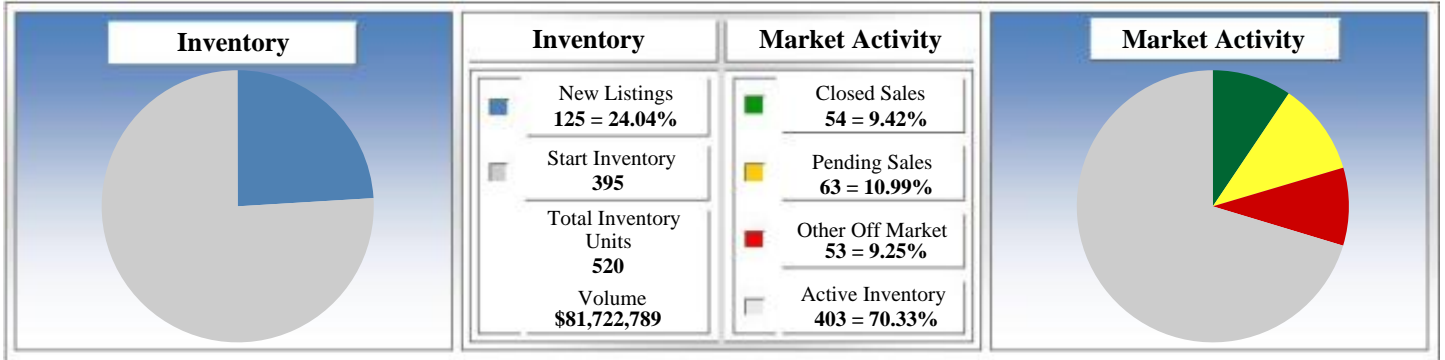 Inventory
Inventory
New Listings
125 = 24.04%
Start Inventory
395
Total Inventory
Units
520
Volume
$81,722,789
Market Activity
Closed Sales
54 = 9.42%
Pending Sales
63 = 10.99%
Other Off Market
53 = 9.25%
Active Inventory
403 = 70.33%
Market Activity